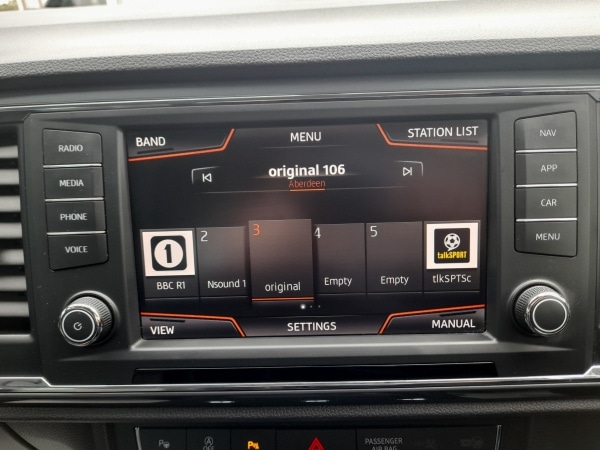 BAND MENU STATION LIST
original 106
Aberdeen
RADIO
MEDIA
PHONE
VOICE
NAV
APP
CAR
MENU
1
BBC R1
2
Nsound 1
3
original
4
Empty
5
Empty
talkSPORT
tlkSPTSc
VIEW SETTINGS MANUAL
P
A
OFF
P
PASSENGER
AIR BAG